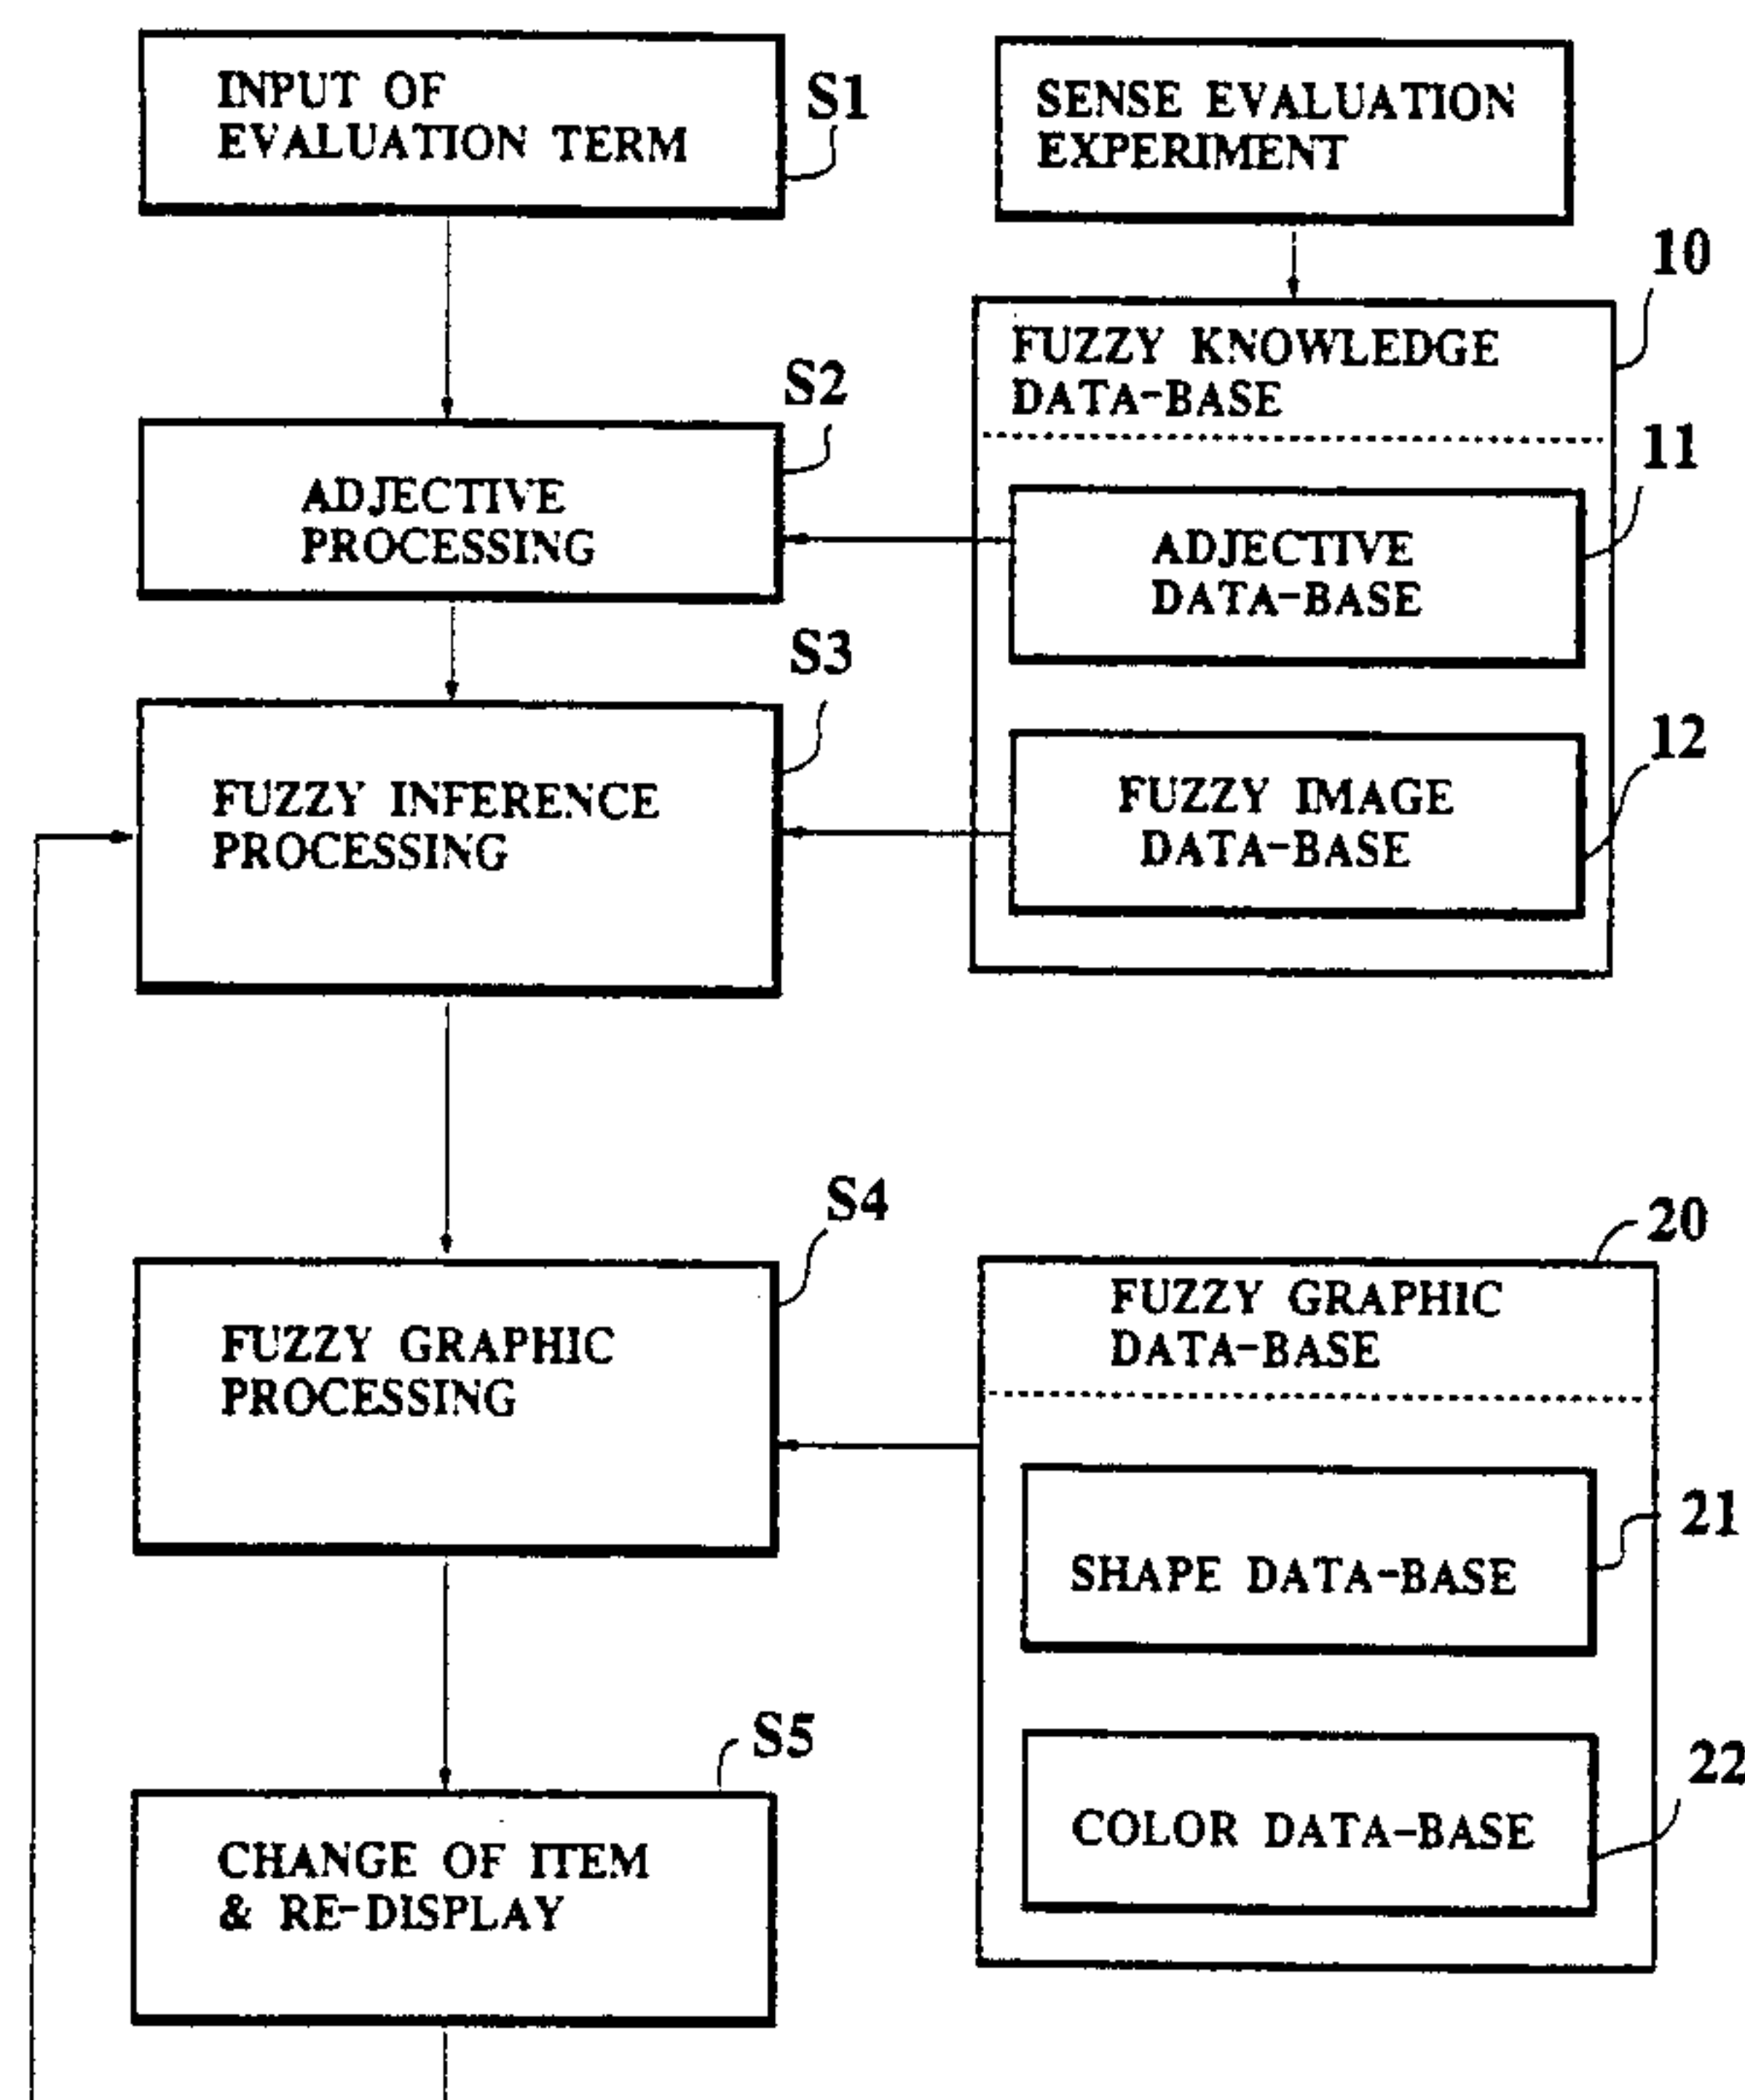 INPUT OF
EVALUATION TERM
S1
SENSE EVALUATION
EXPERIMENT
10
FUZZY KNOWLEDGE
DATA-BASE
S2
ADJECTIVE
PROCESSING
11
ADJECTIVE
DATA-BASE
S3
FUZZY INFERENCE
PROCESSING
12
FUZZY IMAGE
DATA-BASE
S4
FUZZY GRAPHIC
PROCESSING
20
FUZZY GRAPHIC
DATA-BASE
21
SHAPE DATA-BASE
S5
CHANGE OF ITEM
& RE-DISPLAY
22
COLOR DATA-BASE